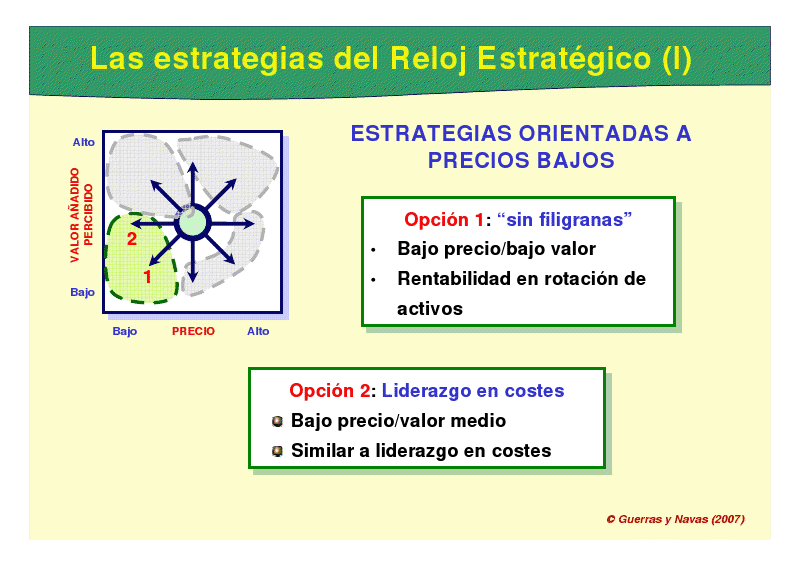 Las estrategias del Reloj Estratégico (I)
ESTRATEGIAS ORIENTADAS A
PRECIOS BAJOS
Alto
VALOR AÑADIDO
PERCIBIDO
2
1
Bajo
Bajo
PRECIO
Alto
Opción 1: “sin filigranas”
• Bajo precio/bajo valor
• Rentabilidad en rotación de
activos
Opción 2: Liderazgo en costes
Bajo precio/valor medio
Similar a liderazgo en costes
© Guerras y Navas (2007)